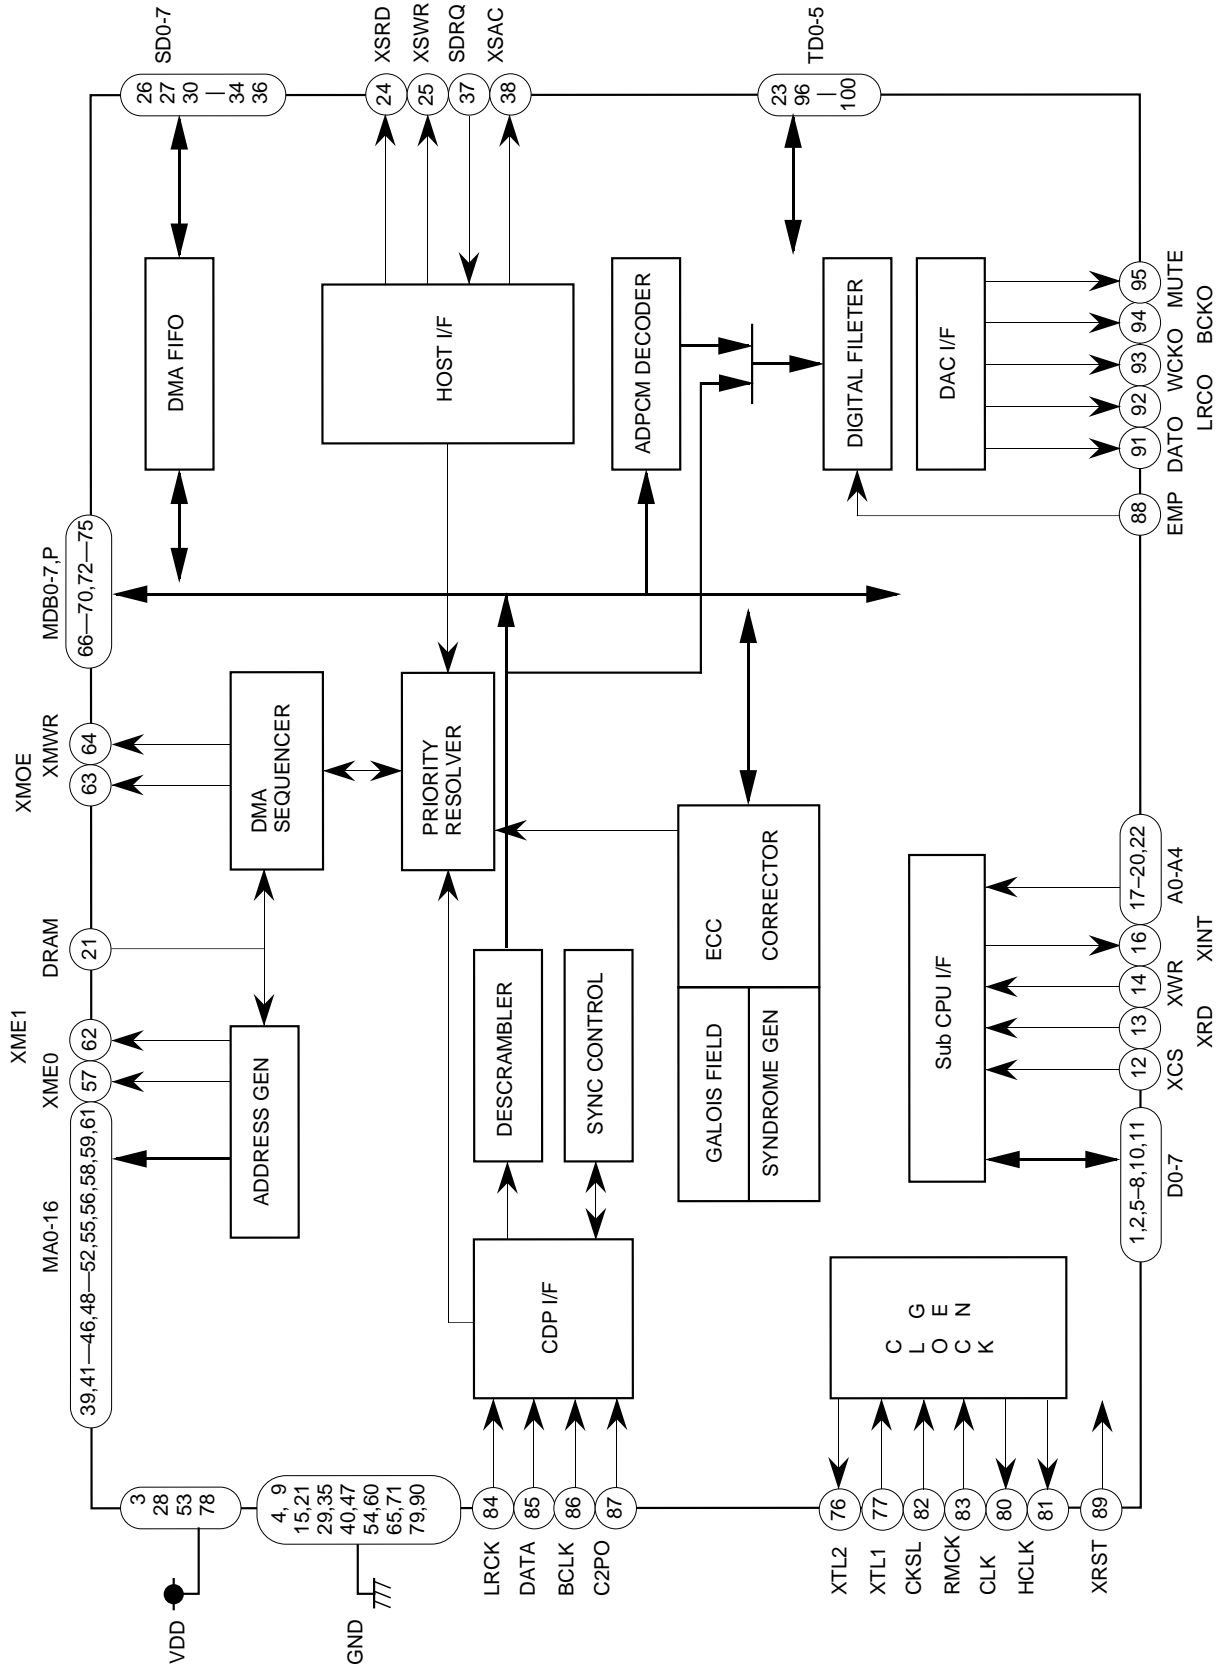 VDD
3
28
53
78
GND
4, 9
15,21
29,35
40,47
54,60
65,71
79,90
MA0-16
39,41—46,48—52,55,56,58,59,61
XME0
57
XME1
62
DRAM
21
XMOE
63
XMWR
64
MDB0-7,P
66—70,72—75
SD0-7
26
27
30
|
34
36
XSRD
24
XSWR
25
SDRQ
37
XSAC
38
TD0-5
23
96
|
100
ADDRESS GEN
DMA
SEQUENCER
DMA FIFO
PRIORITY
RESOLVER
HOST I/F
LRCK
84
DATA
85
BCLK
86
C2PO
87
CDP I/F
DESCRAMBLER
SYNC CONTROL
ADPCM DECODER
GALOIS FIELD
SYNDROME GEN
ECC
CORRECTOR
DIGITAL FILETER
DAC I/F
XTL2
76
XTL1
77
CKSL
82
RMCK
83
CLK
80
HCLK
81
XRST
89
CLOCK
GEN
Sub CPU I/F
1,2,5–8,10,11
D0-7
12
XCS
13
XRD
14
XWR
16
XINT
17–20,22
A0-A4
88
EMP
91
DATO
92
LRCO
93
WCKO
94
BCKO
95
MUTE